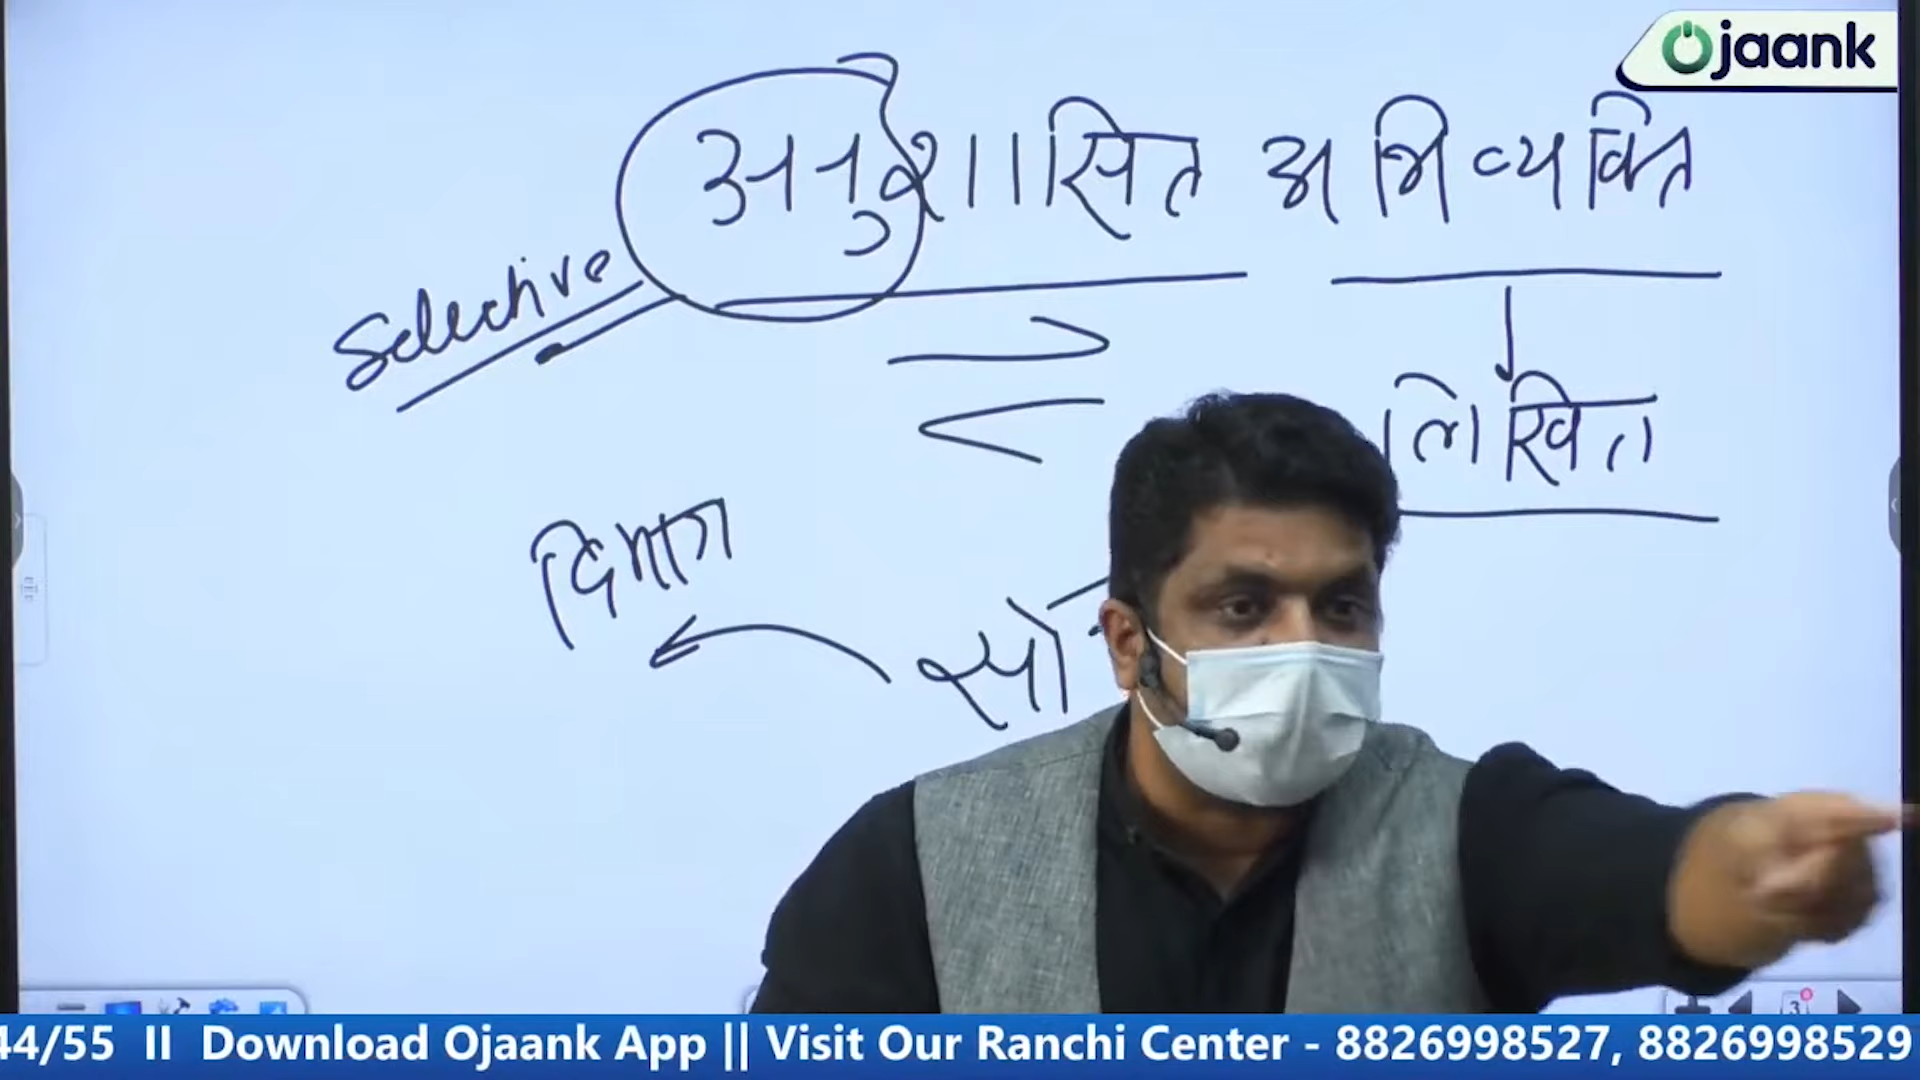 Ojaank
अनुशासित अभिव्यक्ति
Selective
लिखित
दिमाग
44/55 II Download Ojaank App || Visit Our Ranchi Center - 8826998527, 8826998529